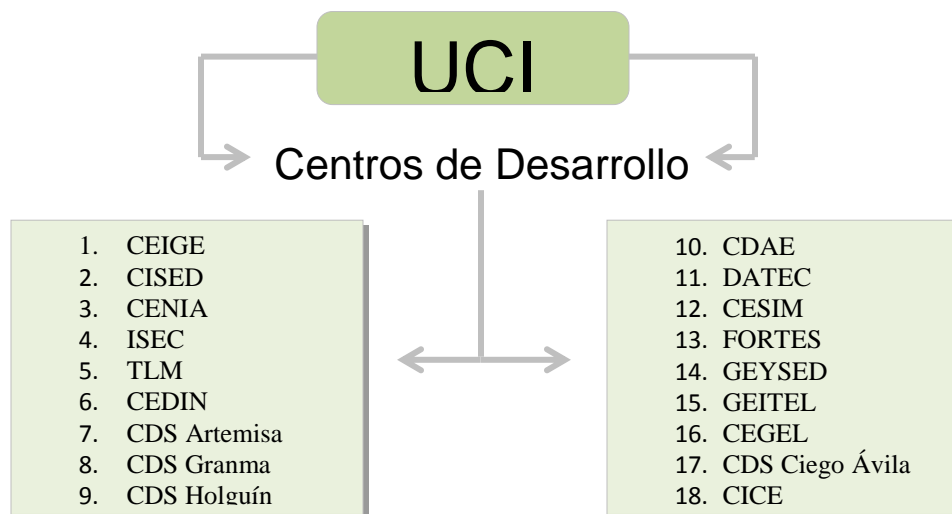 UCI
Centros de Desarrollo
1. CEIGE
2. CISED
3. CENIA
4. ISEC
5. TLM
6. CEDIN
7. CDS Artemisa
8. CDS Granma
9. CDS Holguín
10. CDAE
11. DATEC
12. CESIM
13. FORTES
14. GEYSED
15. GEITEL
16. CEGEL
17. CDS Ciego Ávila
18. CICE